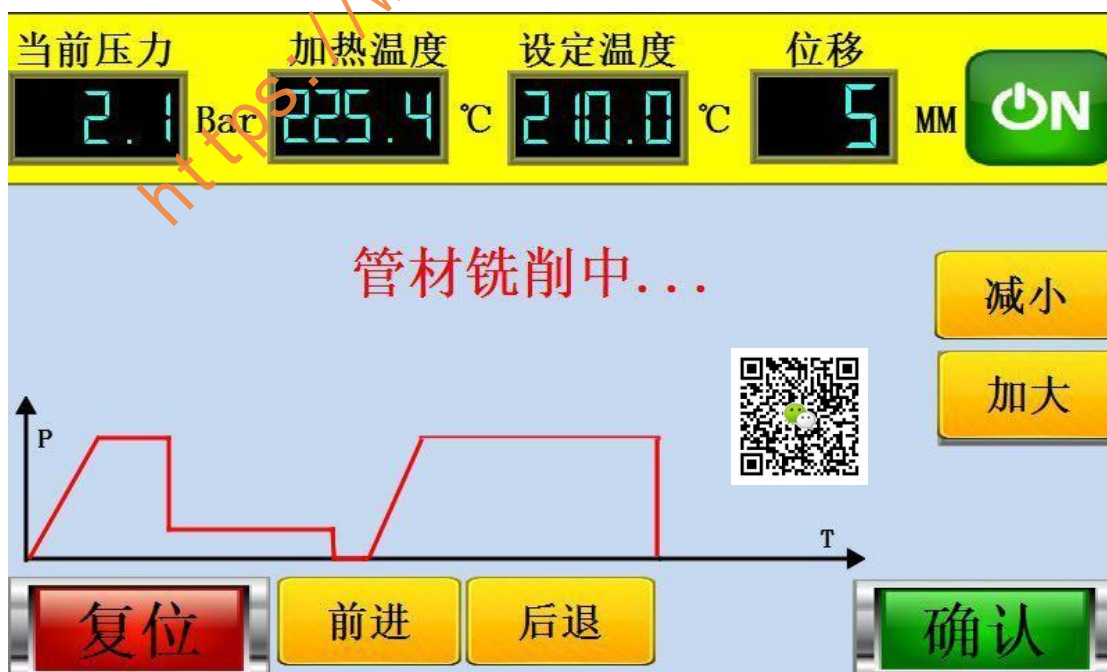 当前压力 加热温度 设定温度 位移
2.1 Bar 225.4 ℃ 210.0 ℃ 5 MM ON
https:/
管材铣削中...
减小
加大
P
T
复位 前进 后退 确认